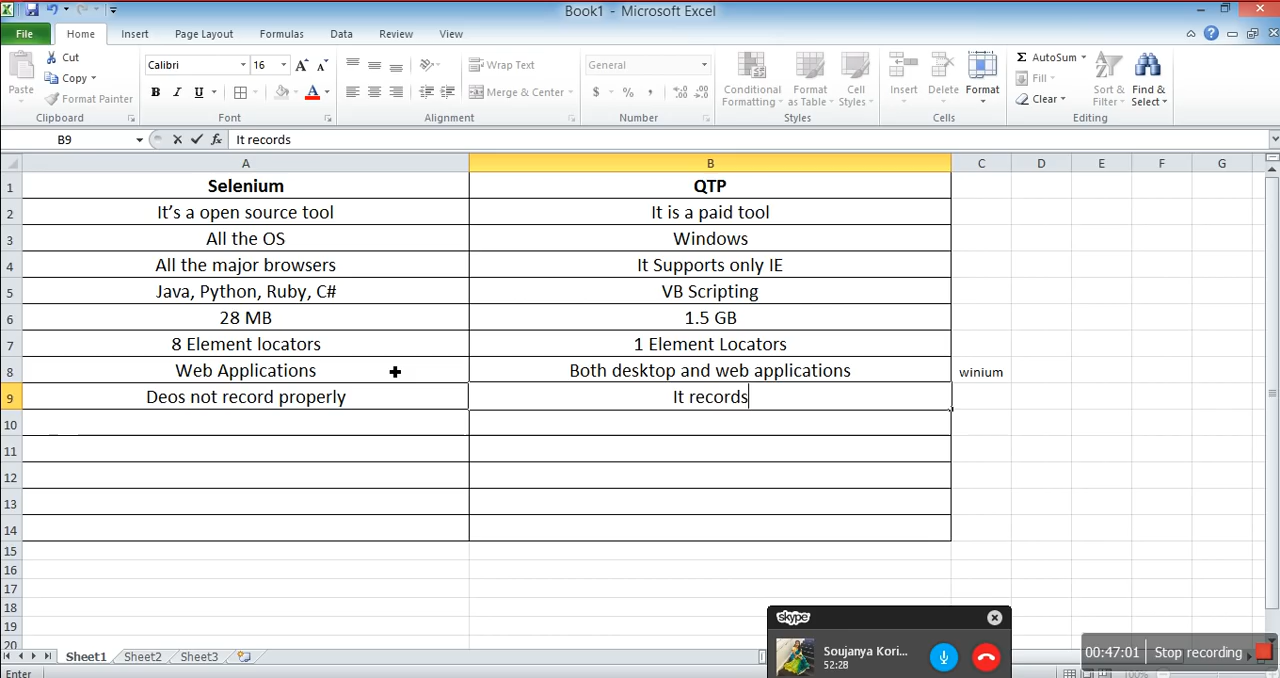 Book1 - Microsoft Excel
File Home Insert Page Layout Formulas Data Review View
Paste
Cut
Copy
Format Painter
Clipboard
Calibri 16
B I U
Font
Wrap Text
Merge & Center
Alignment
General
$ % ,
Number
Conditional Formatting
Format as Table
Cell Styles
Styles
Insert
Delete
Format
Cells
AutoSum
Fill
Clear
Sort & Filter
Find & Select
Editing
B9 fx It records
A B C D E F G
1 Selenium QTP
2 It's a open source tool It is a paid tool
3 All the OS Windows
4 All the major browsers It Supports only IE
5 Java, Python, Ruby, C# VB Scripting
6 28 MB 1.5 GB
7 8 Element locators 1 Element Locators
8 Web Applications Both desktop and web applications winium
9 Deos not record properly It records
10
11
12
13
14
15
16
17
18
19
20
Sheet1 Sheet2 Sheet3
Enter
100%
skype
Soujanya Kori...
52:28
00:47:01 Stop recording